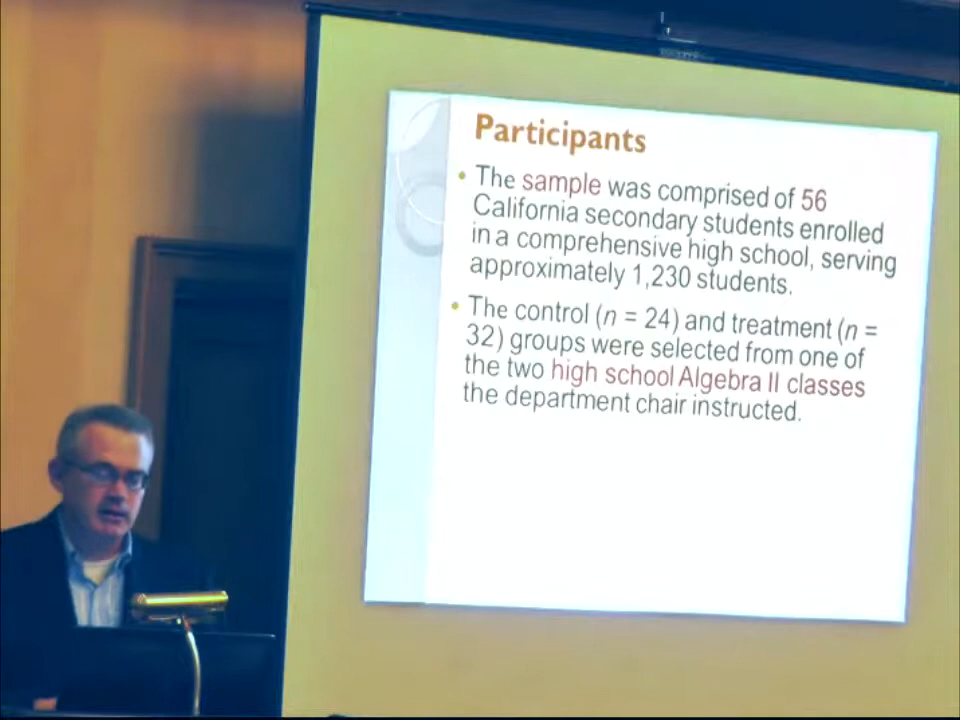 Participants
The sample was comprised of 56
California secondary students enrolled
in a comprehensive high school, serving
approximately 1,230 students.
The control (n = 24) and treatment (n =
32) groups were selected from one of
the two high school Algebra II classes
the department chair instructed.